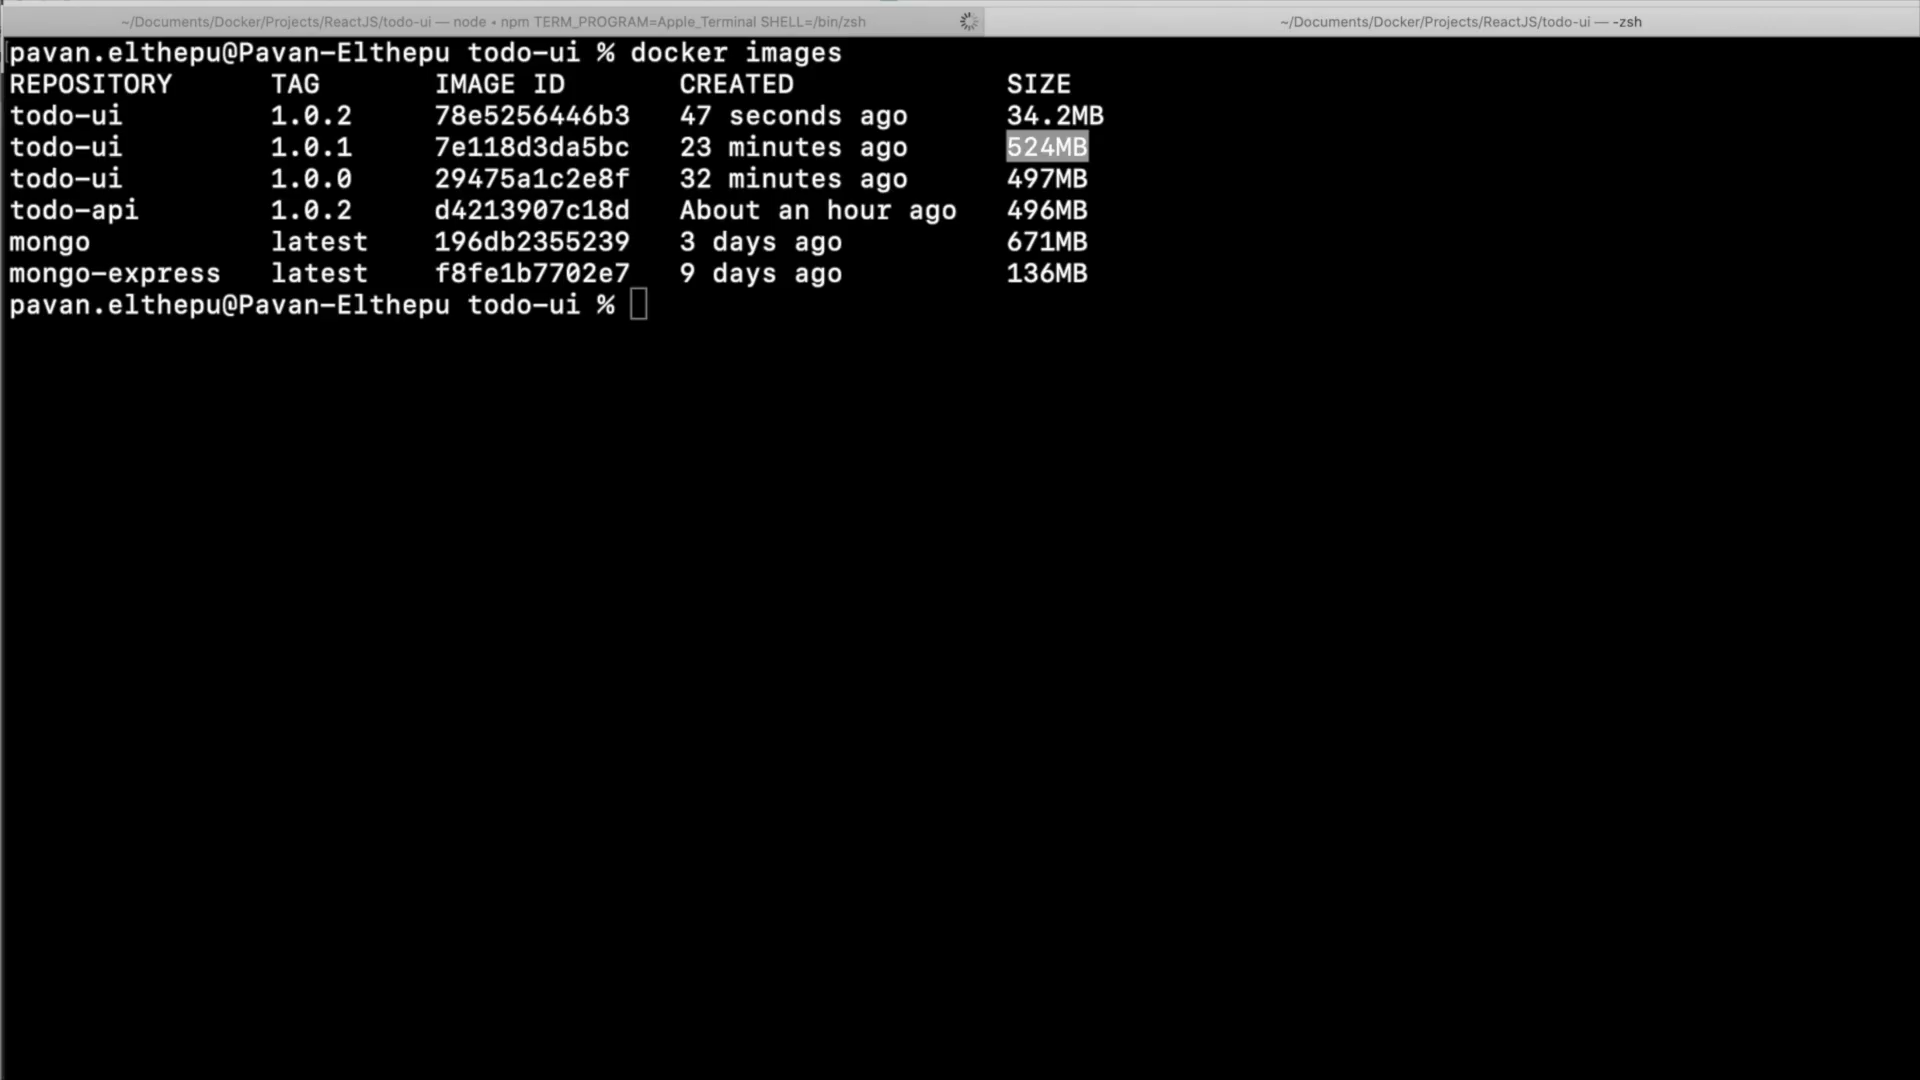 ~/Documents/Docker/Projects/ReactJS/todo-ui — node • npm TERM_PROGRAM=Apple_Terminal SHELL=/bin/zsh
~/Documents/Docker/Projects/ReactJS/todo-ui — -zsh
pavan.elthepu@Pavan-Elthepu todo-ui % docker images
REPOSITORY TAG IMAGE ID CREATED SIZE
todo-ui 1.0.2 78e5256446b3 47 seconds ago 34.2MB
todo-ui 1.0.1 7e118d3da5bc 23 minutes ago 524MB
todo-ui 1.0.0 29475a1c2e8f 32 minutes ago 497MB
todo-api 1.0.2 d4213907c18d About an hour ago 496MB
mongo latest 196db2355239 3 days ago 671MB
mongo-express latest f8fe1b7702e7 9 days ago 136MB
pavan.elthepu@Pavan-Elthepu todo-ui %